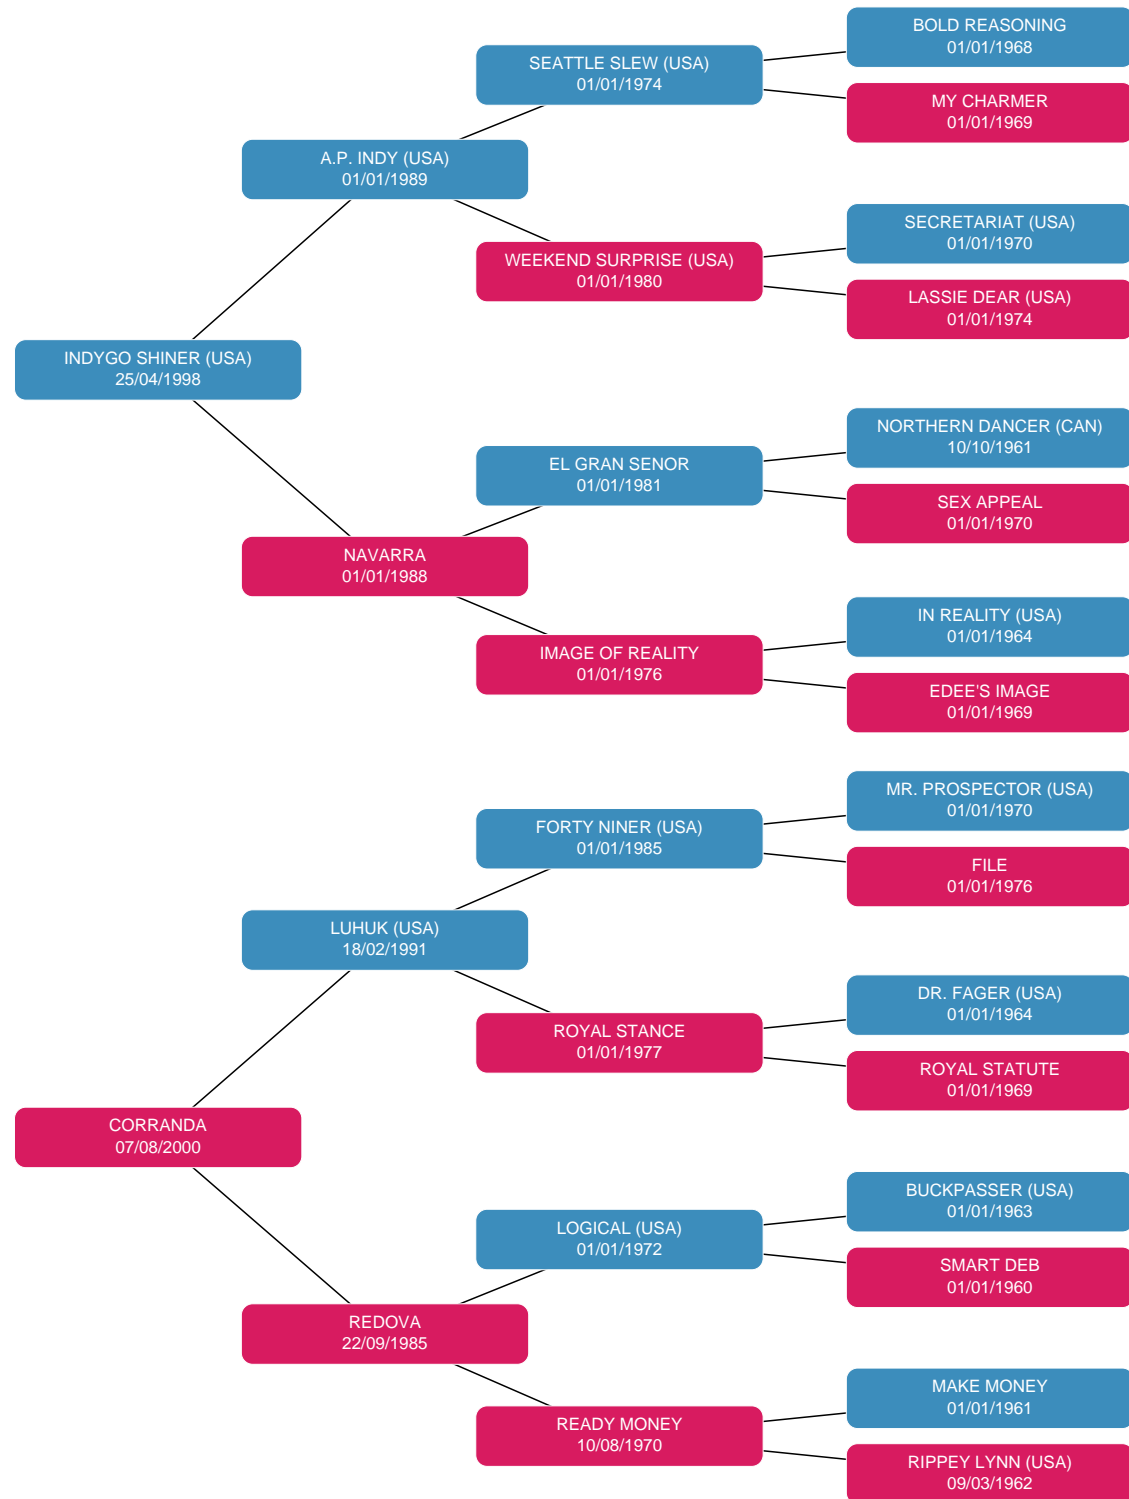 BOLD REASONING
01/01/1968
SEATTLE SLEW (USA)
01/01/1974
MY CHARMER
01/01/1969
A.P. INDY (USA)
01/01/1989
SECRETARIAT (USA)
01/01/1970
WEEKEND SURPRISE (USA)
01/01/1980
LASSIE DEAR (USA)
01/01/1974
INDYGO SHINER (USA)
25/04/1998
NORTHERN DANCER (CAN)
10/10/1961
EL GRAN SENOR
01/01/1981
SEX APPEAL
01/01/1970
NAVARRA
01/01/1988
IN REALITY (USA)
01/01/1964
IMAGE OF REALITY
01/01/1976
EDEE'S IMAGE
01/01/1969
MR. PROSPECTOR (USA)
01/01/1970
FORTY NINER (USA)
01/01/1985
FILE
01/01/1976
LUHUK (USA)
18/02/1991
DR. FAGER (USA)
01/01/1964
ROYAL STANCE
01/01/1977
ROYAL STATUTE
01/01/1969
CORRANDA
07/08/2000
BUCKPASSER (USA)
01/01/1963
LOGICAL (USA)
01/01/1972
SMART DEB
01/01/1960
REDOVA
22/09/1985
MAKE MONEY
01/01/1961
READY MONEY
10/08/1970
RIPPEY LYNN (USA)
09/03/1962